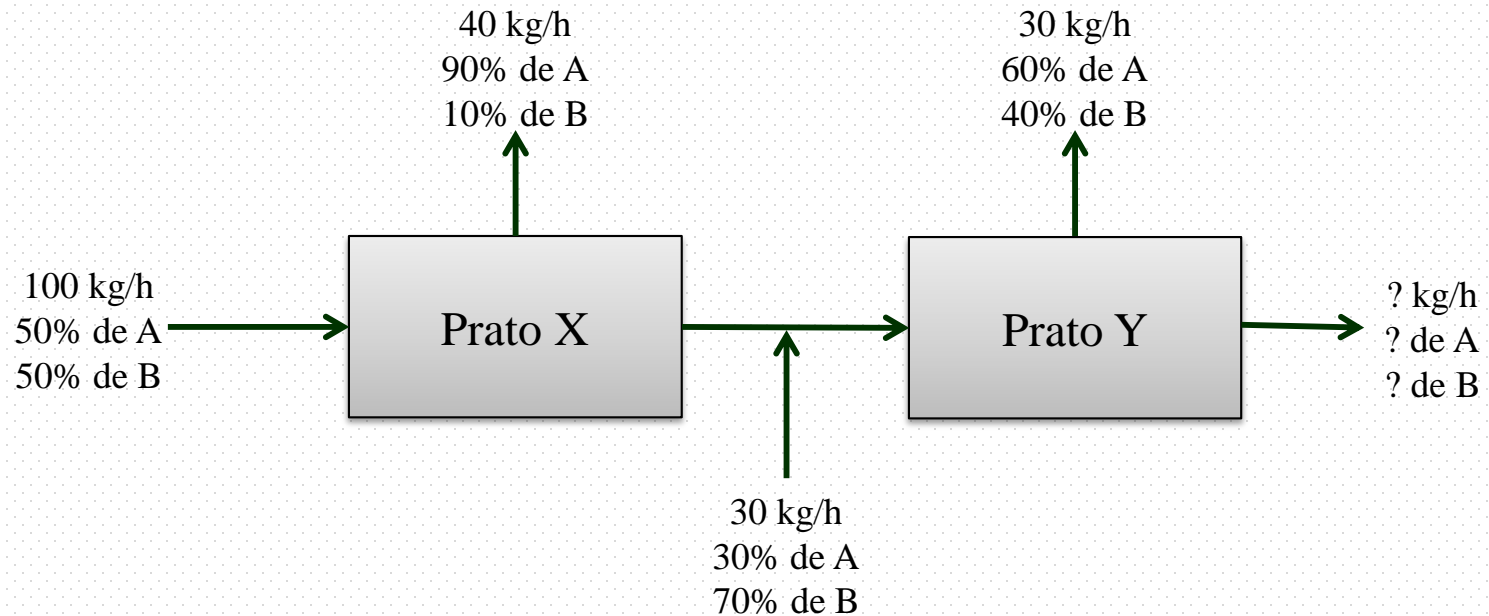 40 kg/h
90% de A
10% de B
30 kg/h
60% de A
40% de B
100 kg/h
50% de A
50% de B
Prato X
Prato Y
? kg/h
? de A
? de B
30 kg/h
30% de A
70% de B